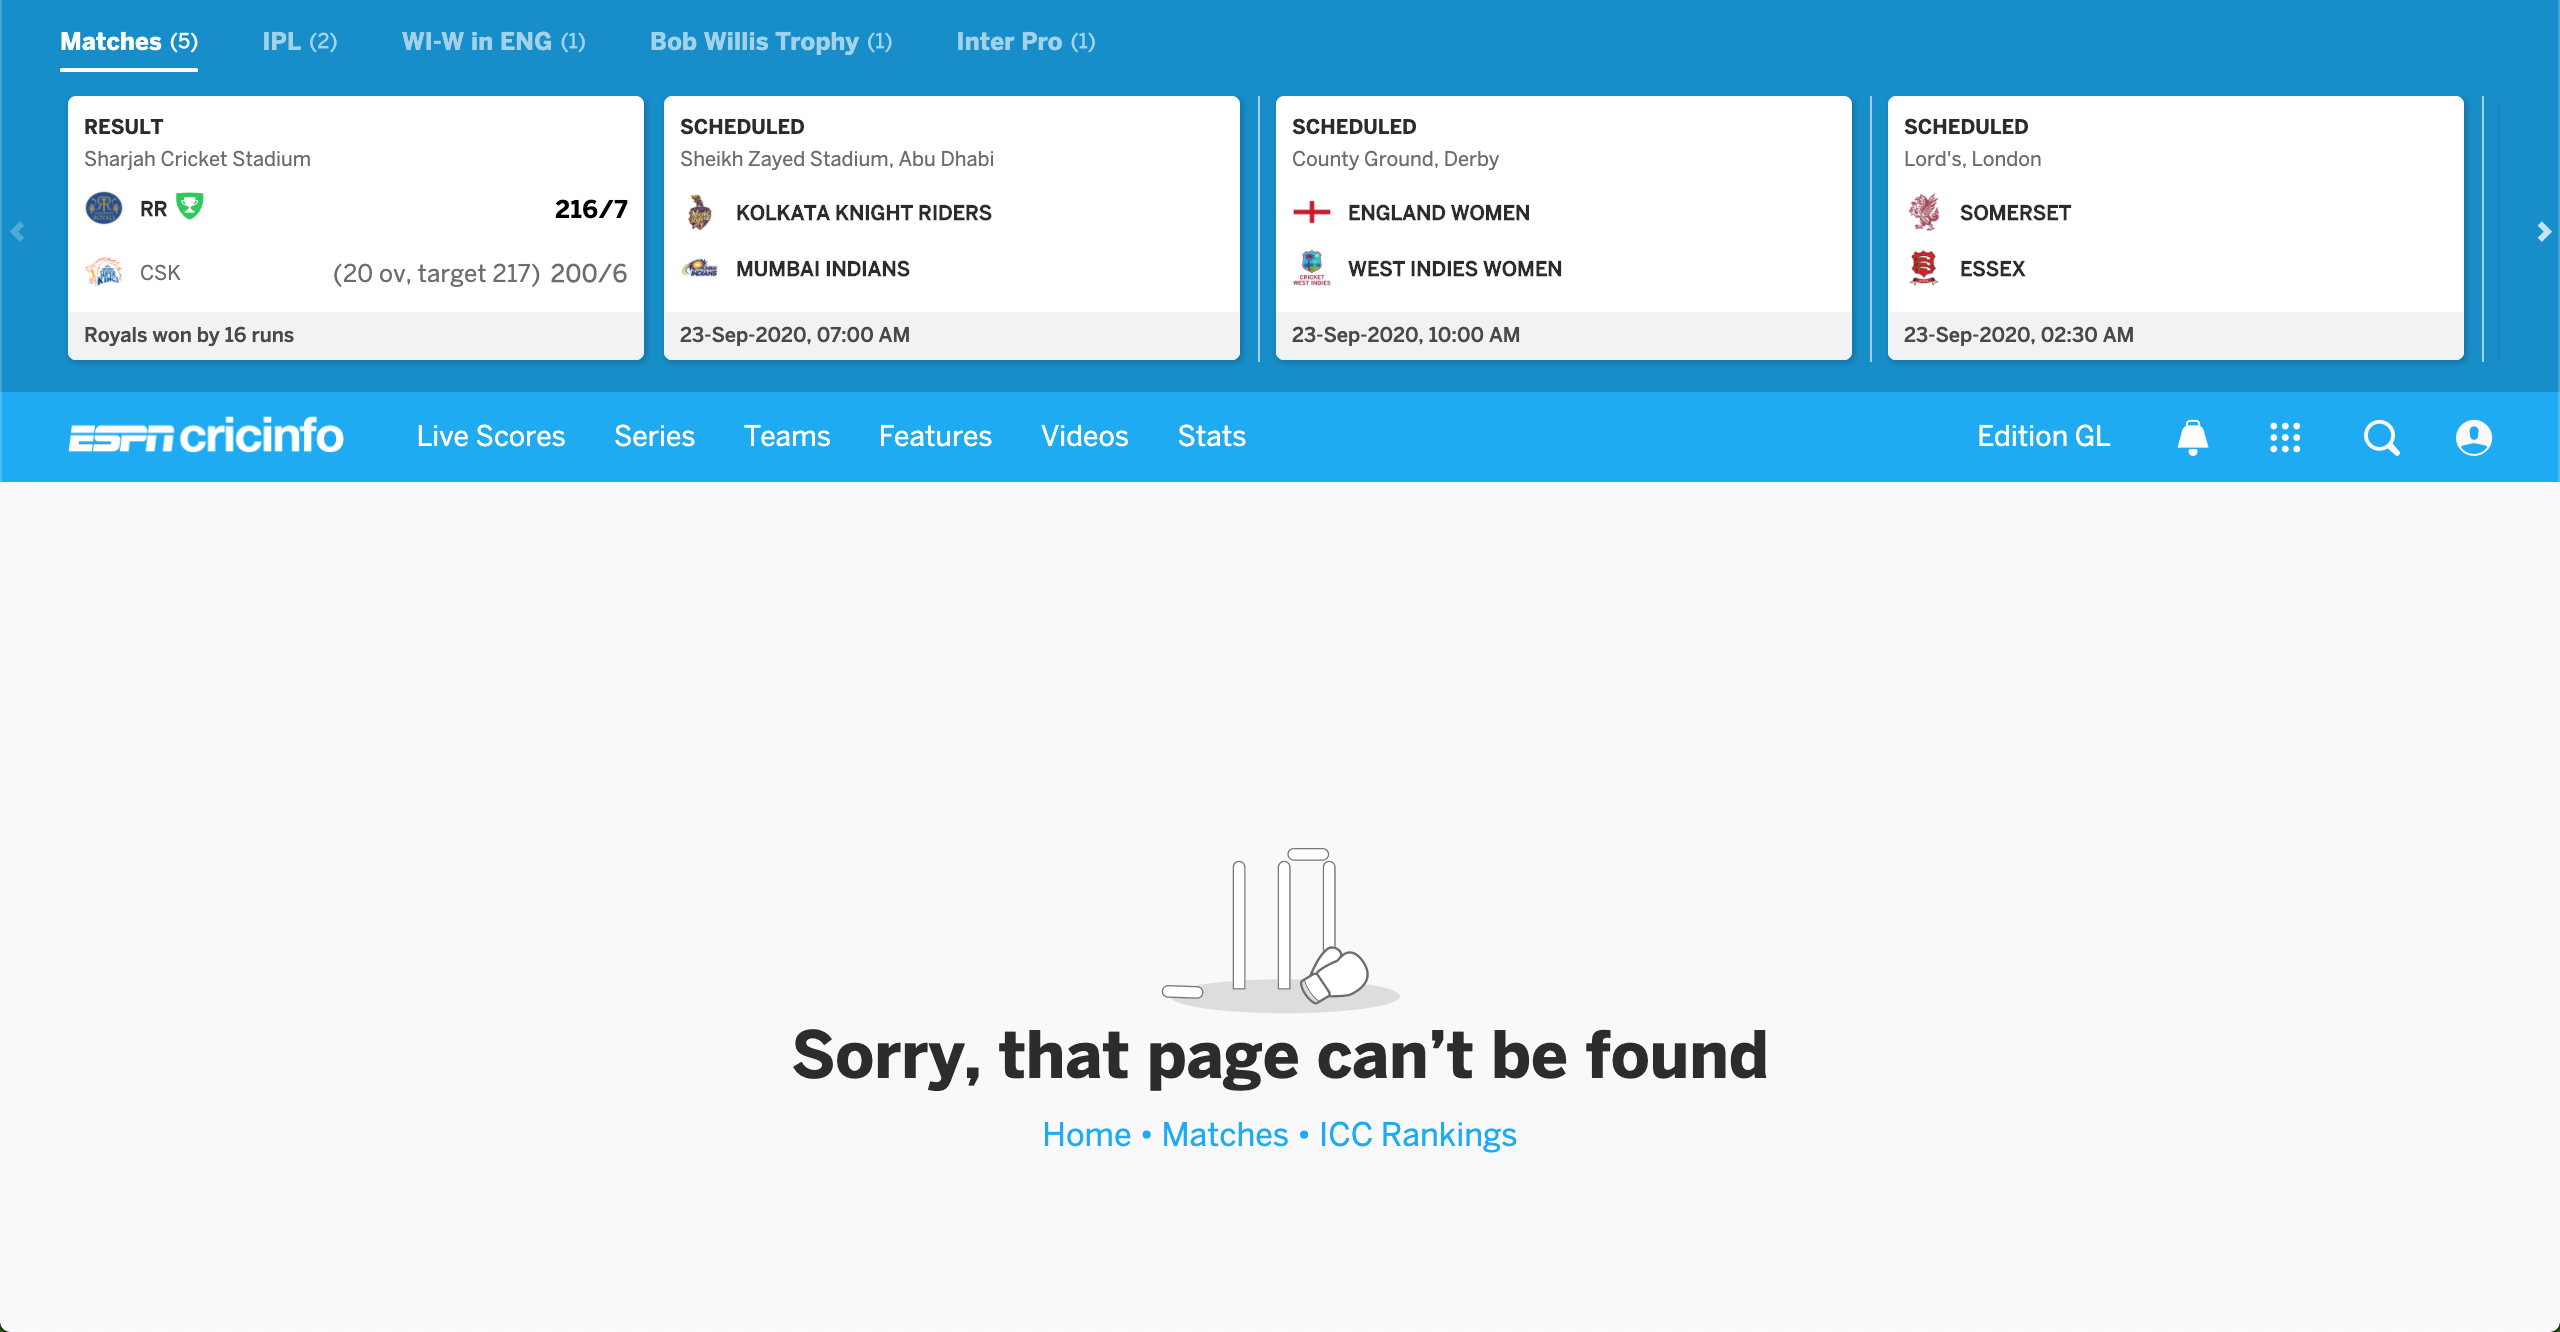 Matches (5) IPL (2) WI-W in ENG (1) Bob Willis Trophy (1) Inter Pro (1)
RESULT
Sharjah Cricket Stadium
RR 216/7
CSK (20 ov, target 217) 200/6
Royals won by 16 runs
SCHEDULED
Sheikh Zayed Stadium, Abu Dhabi
KOLKATA KNIGHT RIDERS
MUMBAI INDIANS
23-Sep-2020, 07:00 AM
SCHEDULED
County Ground, Derby
ENGLAND WOMEN
CRICKET
WEST INDIES
WEST INDIES WOMEN
23-Sep-2020, 10:00 AM
SCHEDULED
Lord's, London
SOMERSET
ESSEX
23-Sep-2020, 02:30 AM
ESPN cricinfo Live Scores Series Teams Features Videos Stats Edition GL
Sorry, that page can’t be found
Home • Matches • ICC Rankings